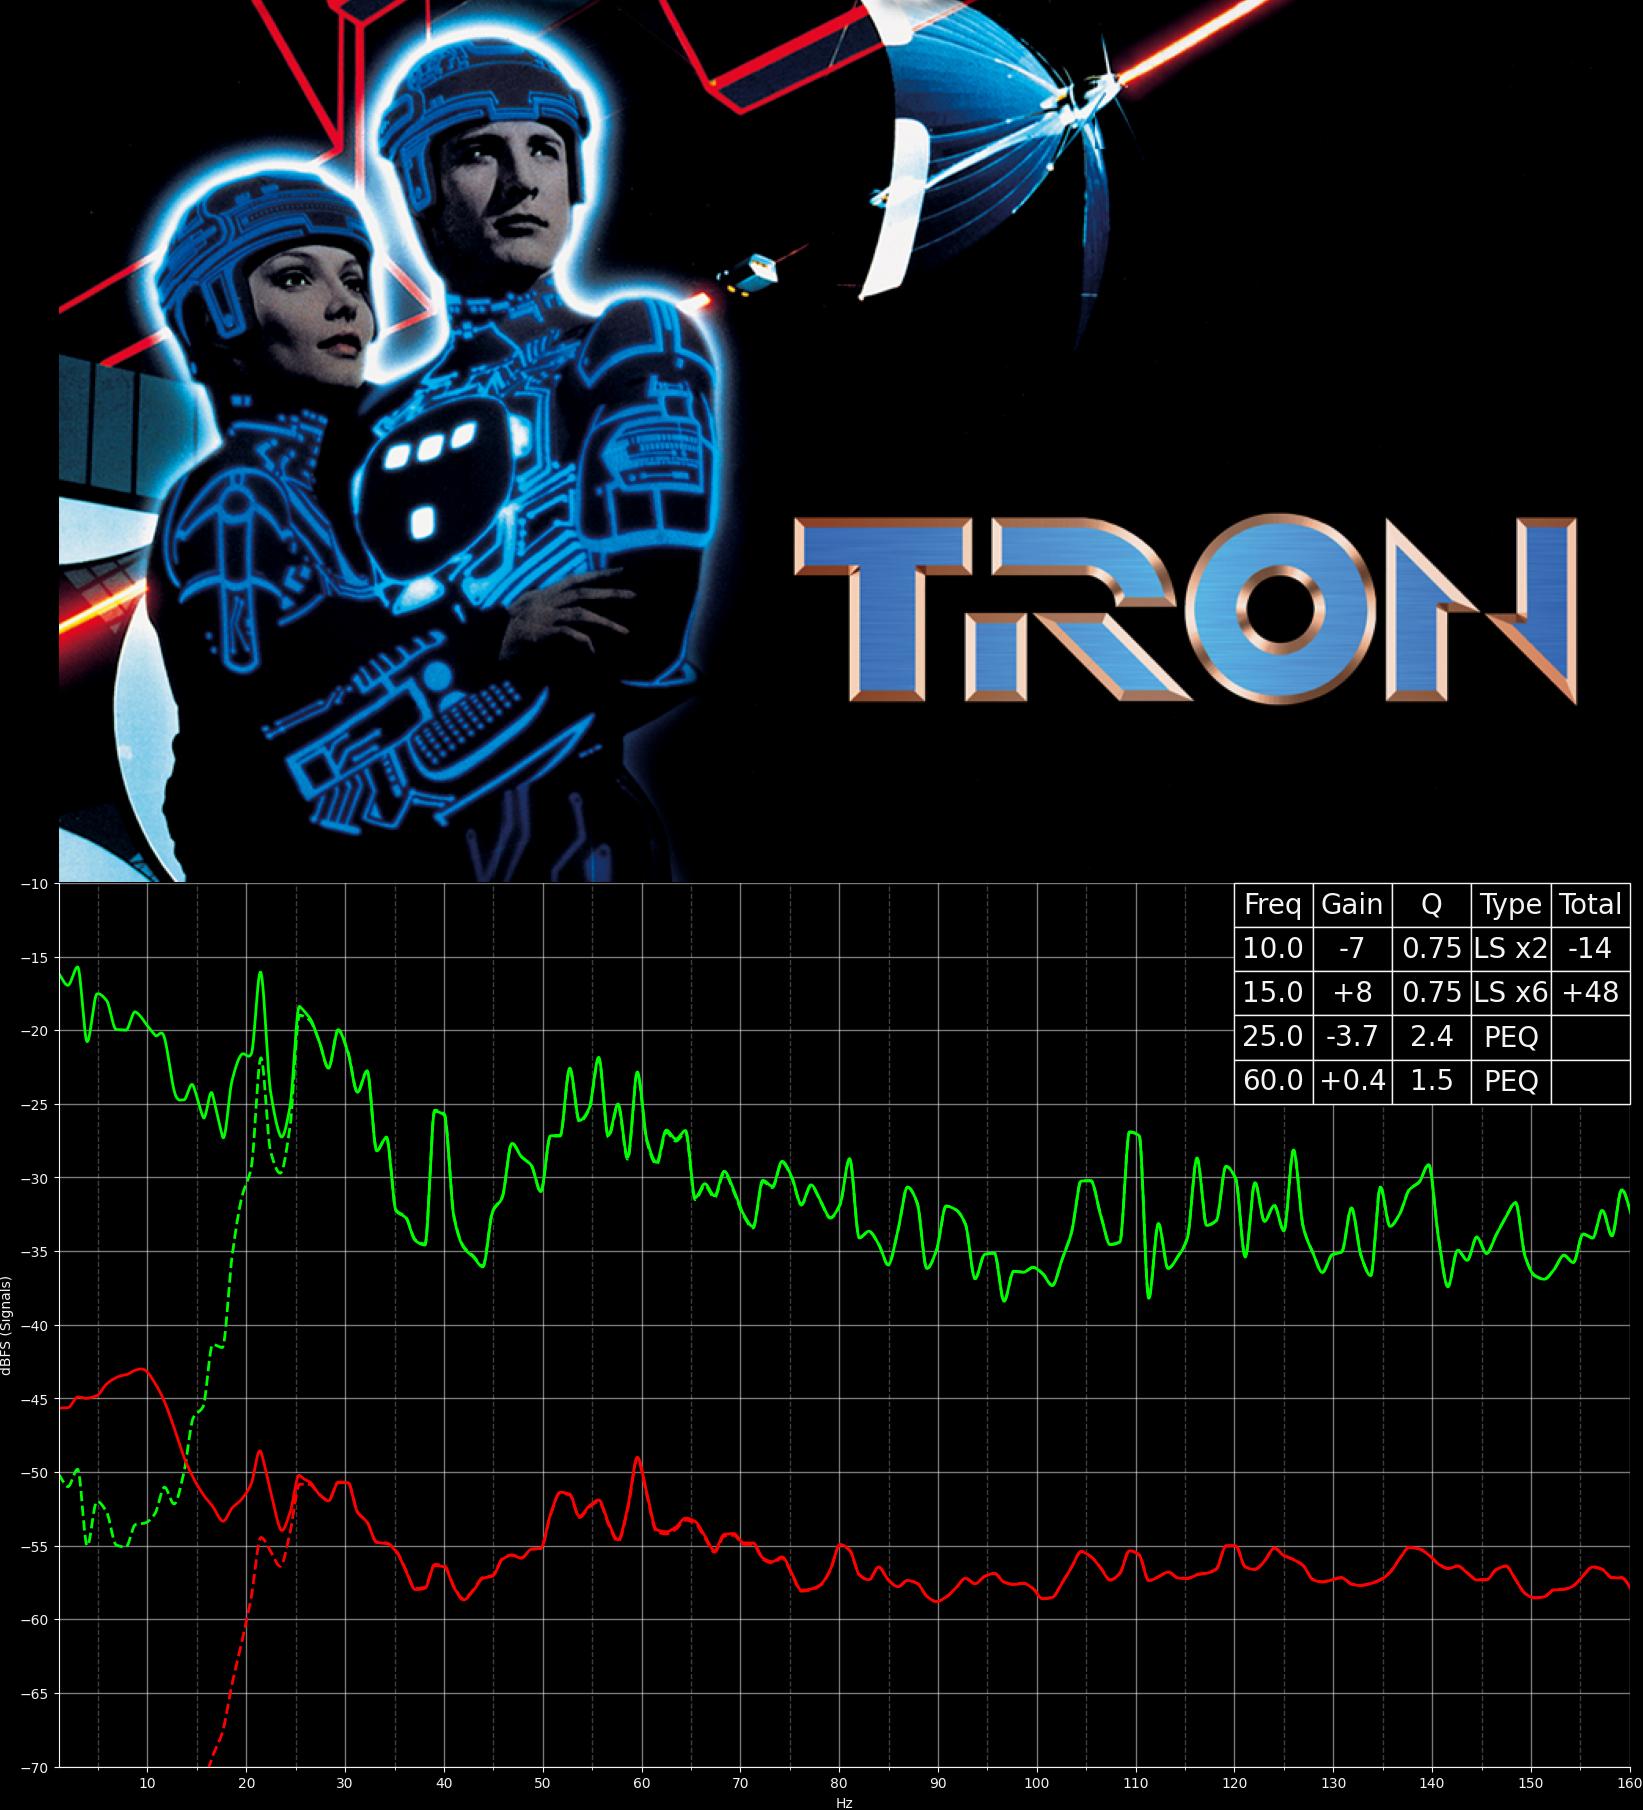 TRON
Freq Gain Q Type Total
10.0 -7 0.75 LS x2 -14
15.0 +8 0.75 LS x6 +48
25.0 -3.7 2.4 PEQ
60.0 +0.4 1.5 PEQ
−10
−15
−20
−25
−30
−35
−40
−45
−50
−55
−60
−65
−70
dBFS (Signals)
10 20 30 40 50 60 70 80 90 100 110 120 130 140 150 160
Hz